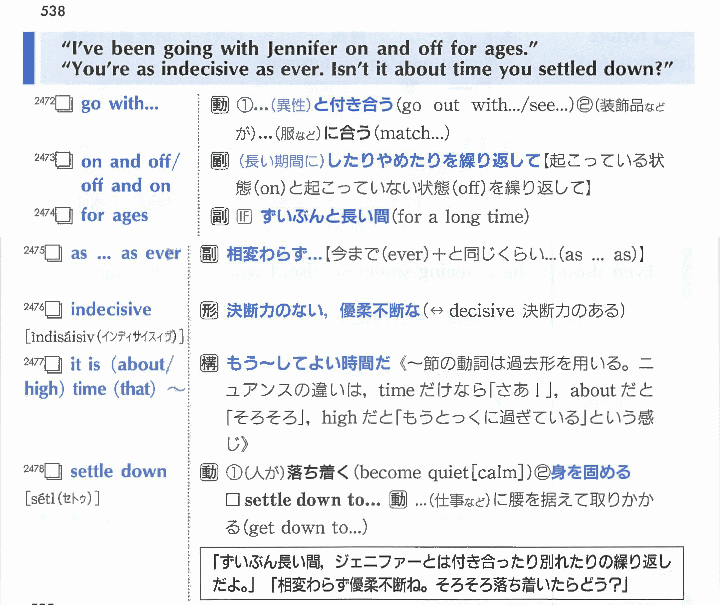 538
“I’ve been going with Jennifer on and off for ages.”
“You’re as indecisive as ever. Isn’t it about time you settled down?”
2472□ go with...
動 ①…(異性)と付き合う(go out with.../see...)②(装飾品など
が)…(服など)に合う(match...)
2473□ on and off/
off and on
副 (長い期間に)したりやめたりを繰り返して【起こっている状
態(on)と起こっていない状態(off)を繰り返して】
2474□ for ages
副 IF ずいぶんと長い間(for a long time)
2475□ as ... as ever
副 相変わらず…【今まで(ever)+と同じくらい…(as ... as)】
2476□ indecisive
[ìndisáisiv(インディサイスィヴ)]
形 決断力のない，優柔不断な(↔ decisive 決断力のある)
2477□ it is (about/
high) time (that) ～
構 もう～してよい時間だ《～節の動詞は過去形を用いる。ニ
ュアンスの違いは，timeだけなら「さあ！」，aboutだと
「そろそろ」，highだと「もうとっくに過ぎている」という感
じ》
2478□ settle down
[sétl(セトゥ)]
動 ①(人が)落ち着く(become quiet[calm])②身を固める
□ settle down to... 動 …(仕事など)に腰を据えて取りかか
る(get down to...)
「ずいぶん長い間，ジェニファーとは付き合ったり別れたりの繰り返し
だよ。」「相変わらず優柔不断ね。そろそろ落ち着いたらどう？」